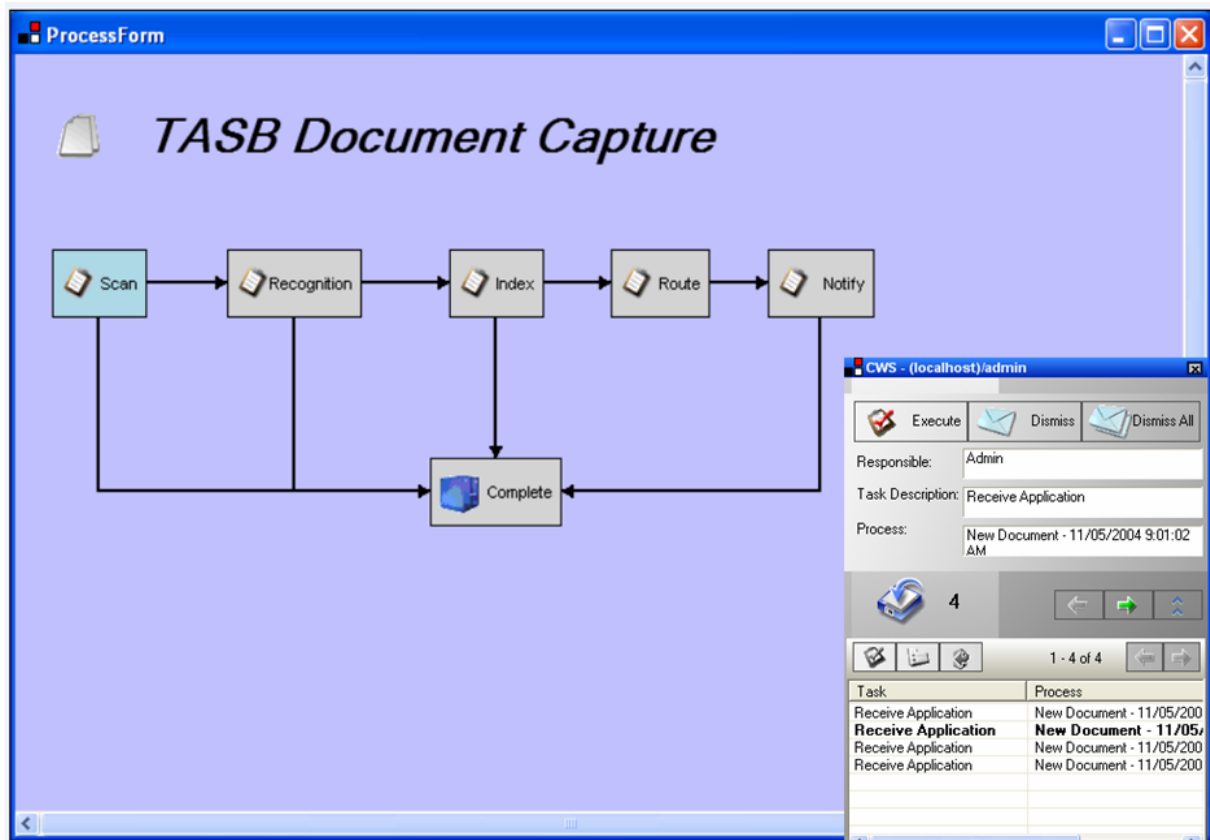 ProcessForm
TASB Document Capture
Scan
Recognition
Index
Route
Notify
Complete
CWS - (localhost)/admin
Execute
Dismiss
Dismiss All
Responsible:
Admin
Task Description:
Receive Application
Process:
New Document - 11/05/2004 9:01:02
AM
4
1 - 4 of 4
Task Process
Receive Application New Document - 11/05/200
Receive Application New Document - 11/05/
Receive Application New Document - 11/05/200
Receive Application New Document - 11/05/200